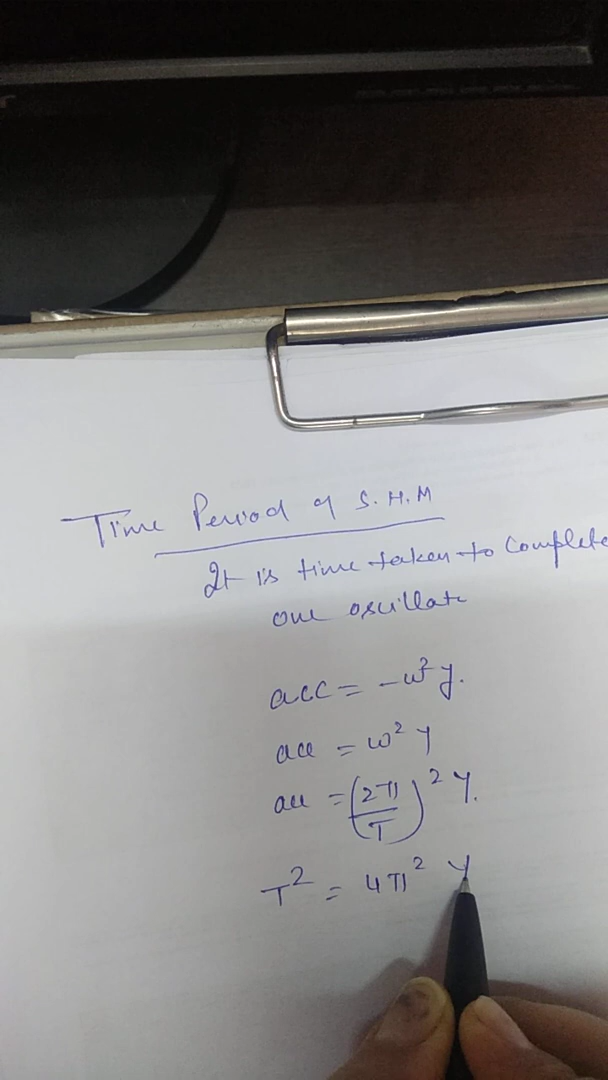 Time Period of S.H.M
It is time taken to Complete
one oscillate
acc = -ω²y.
acc = ω² y
acc = (2π/T)² y.
T² = 4π² y